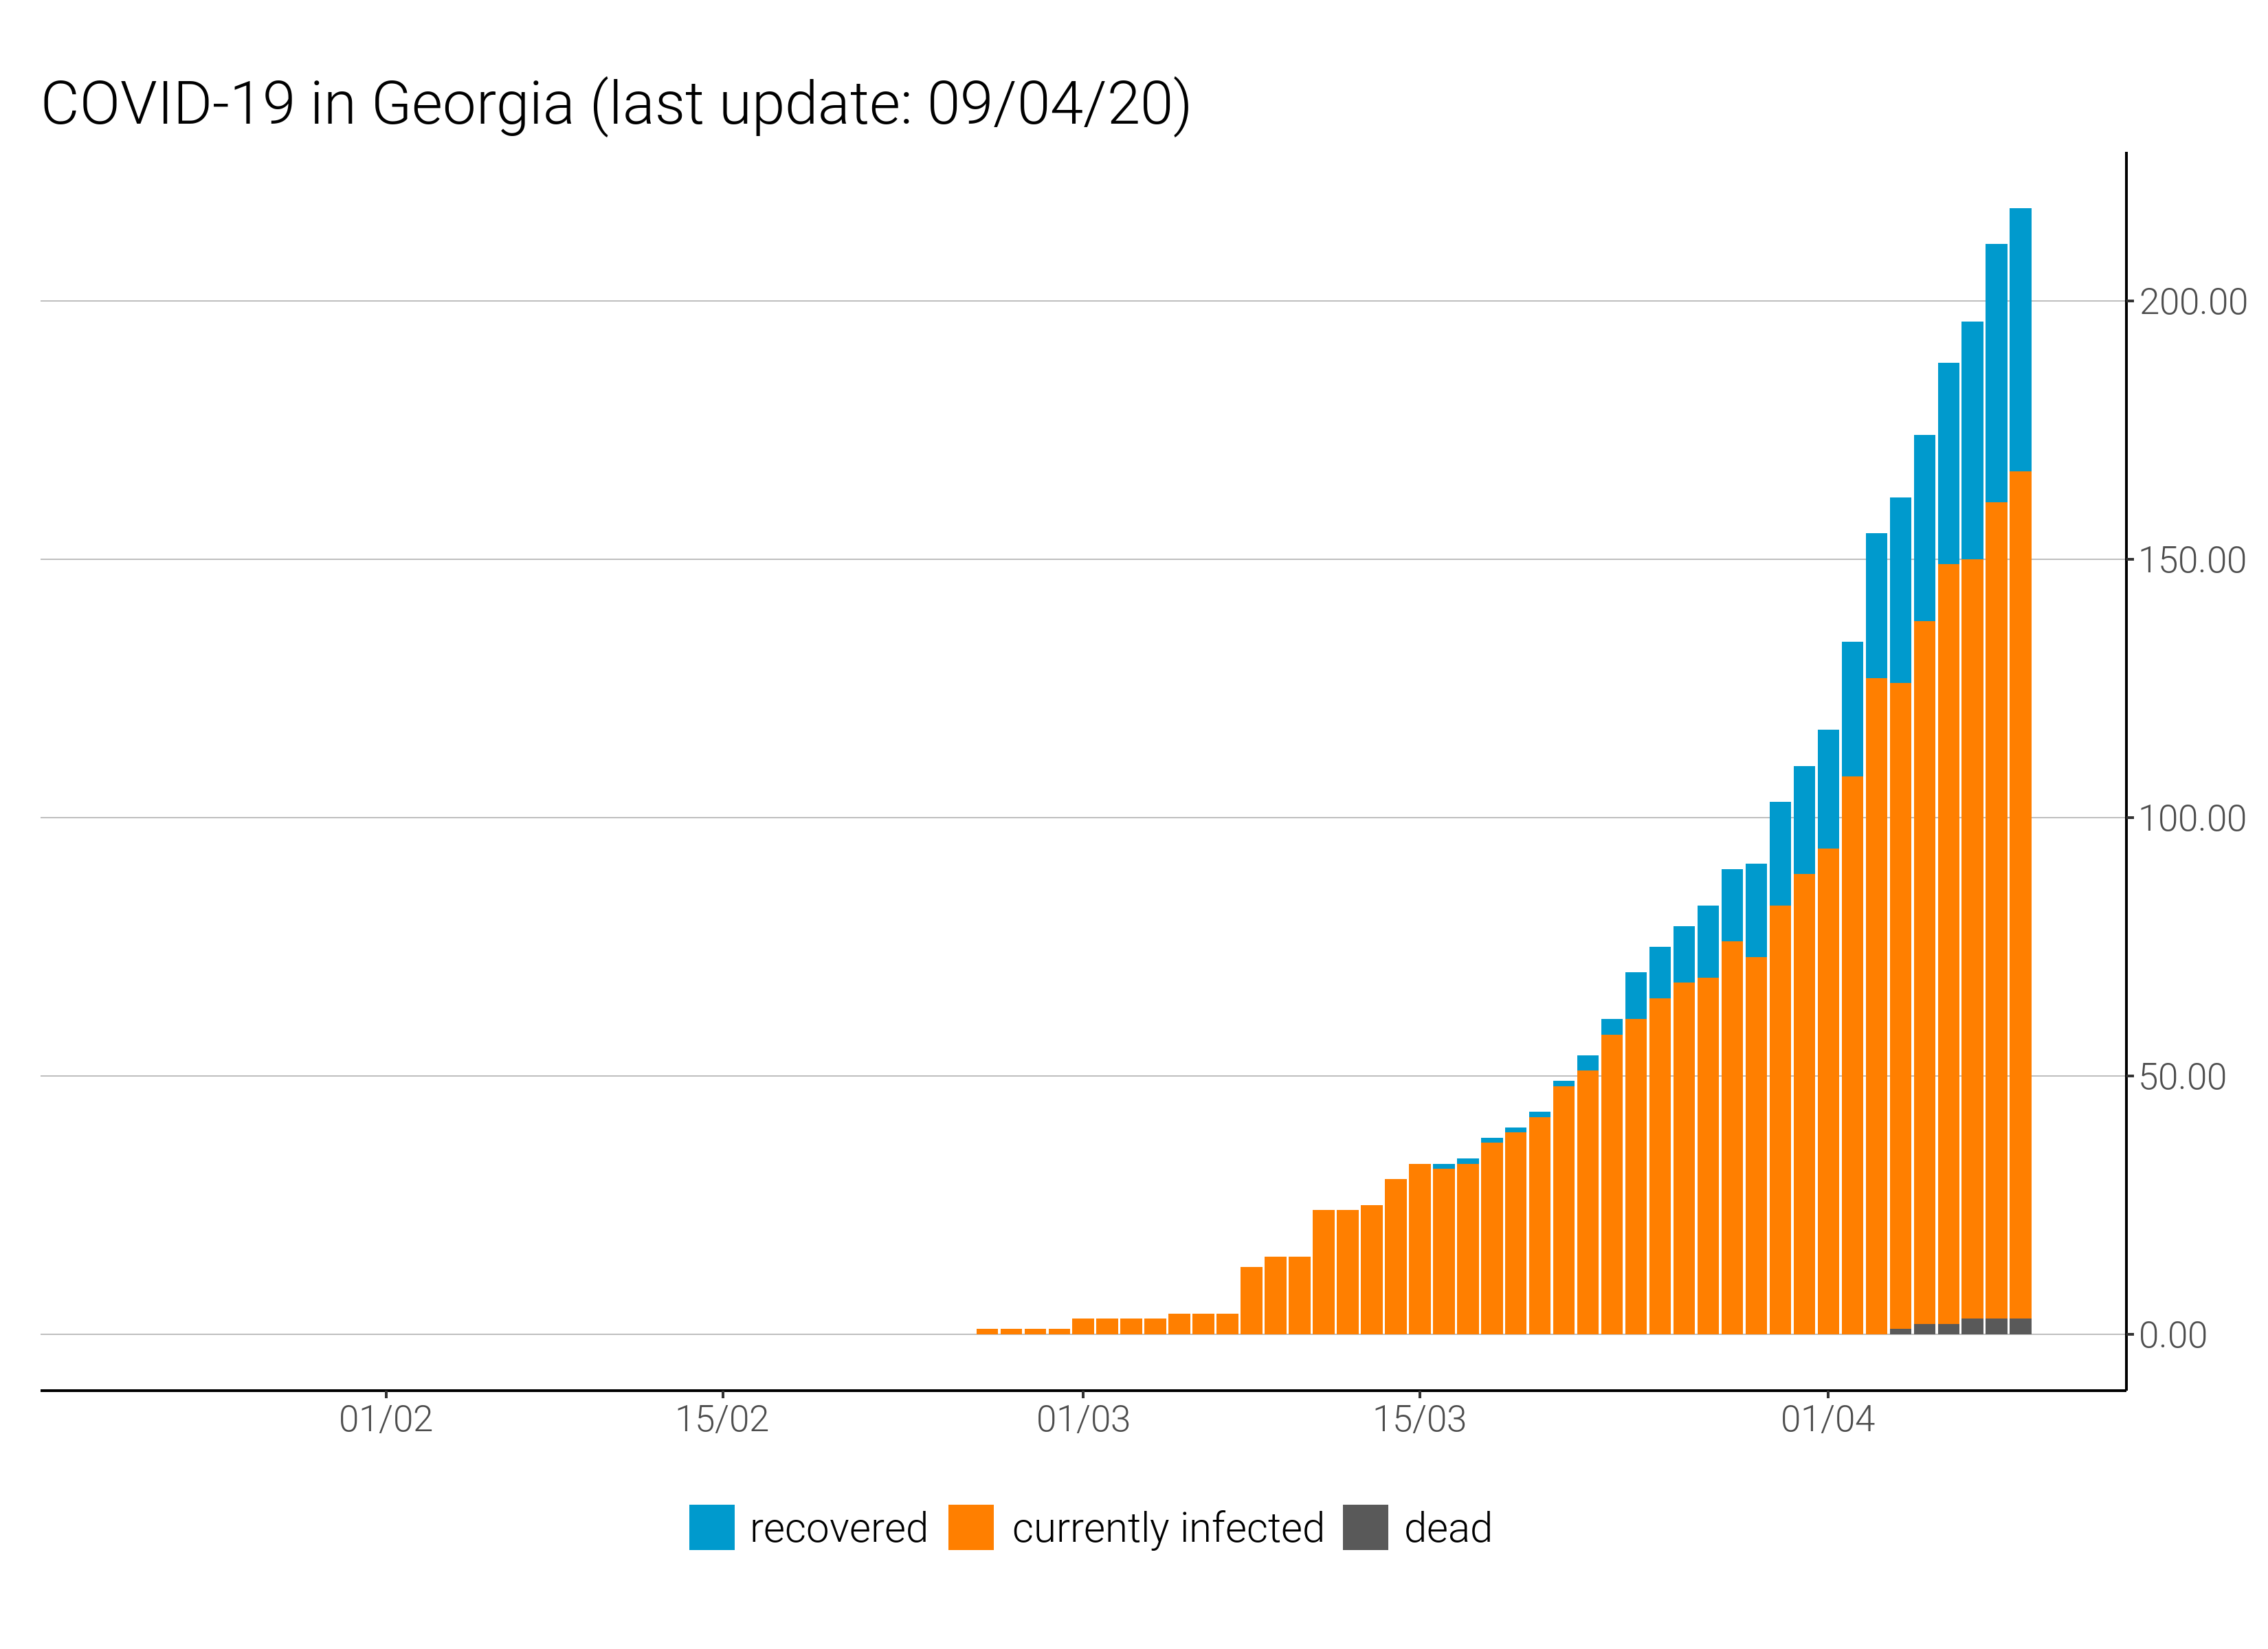 COVID-19 in Georgia (last update: 09/04/20)
200.00
150.00
100.00
50.00
0.00
01/02 15/02 01/03 15/03 01/04
recovered currently infected dead